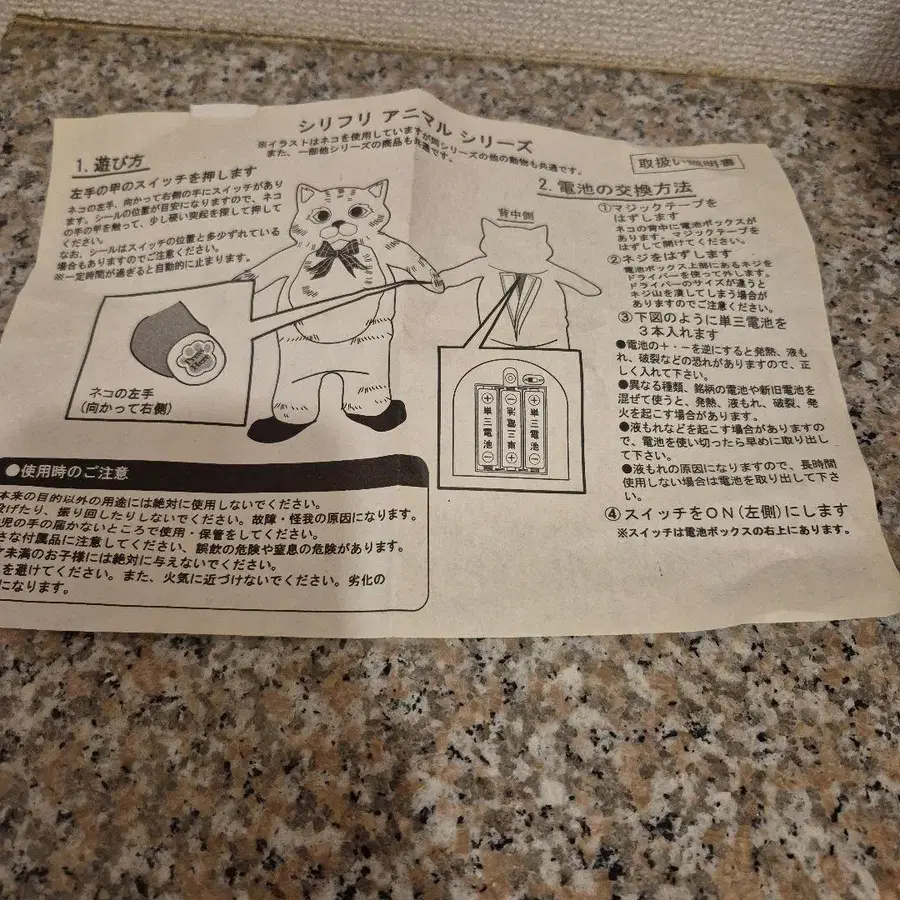 シリフリ アニマル シリーズ
※イラストはネコを使用していますが同シリーズの他の動物も共通です。
また、一部他シリーズの商品も共通です。
取扱い説明書
1. 遊び方
左手の甲のスイッチを押します
ネコの左手、向かって右側の手にスイッチがあり
ます。シールの位置が目安になりますので、ネコ
の手の甲を触って、少し硬い突起を探して押して
ください。
なお、シールはスイッチの位置と多少ずれている
場合もありますのでご注意ください。
※一定時間が過ぎると自動的に止まります。
ネコの左手
(向かって右側)
●使用時のご注意
本来の目的以外の用途には絶対に使用しないでください。
投げたり、振り回したりしないでください。故障・怪我の原因になります。
児の手の届かないところで使用・保管をしてください。
さな付属品に注意してください、誤飲の危険や窒息の危険があります。
才未満のお子様には絶対に与えないでください。
を避けてください。また、火気に近づけないでください。劣化の
になります。
2. 電池の交換方法
背中側
①マジックテープを
はずします
ネコの背中に電池ボックスが
あります。マジックテープを
はずして開けてください。
②ネジをはずします
電池ボックス上部にあるネジを
ドライバーを使って外します。
ドライバーのサイズが違うと
ネジ山を潰してしまう場合が
ありますのでご注意ください。
③下図のように単三電池を
3本入れます
●電池の+・-を逆にすると発熱、液も
れ、破裂などの恐れがありますので、正
しく入れて下さい。
●異なる種類、銘柄の電池や新旧電池を
混ぜて使うと、発熱、液もれ、破裂、発
火を起こす場合があります。
●液もれなどを起こす場合がありますの
で、電池を使い切ったら早めに取り出し
て下さい。
●液もれの原因になりますので、長時間
使用しない場合は電池を取り出して下さ
い。
④スイッチをON(左側)にします
※スイッチは電池ボックスの右上にあります。
単三電池
単三電池
単三電池